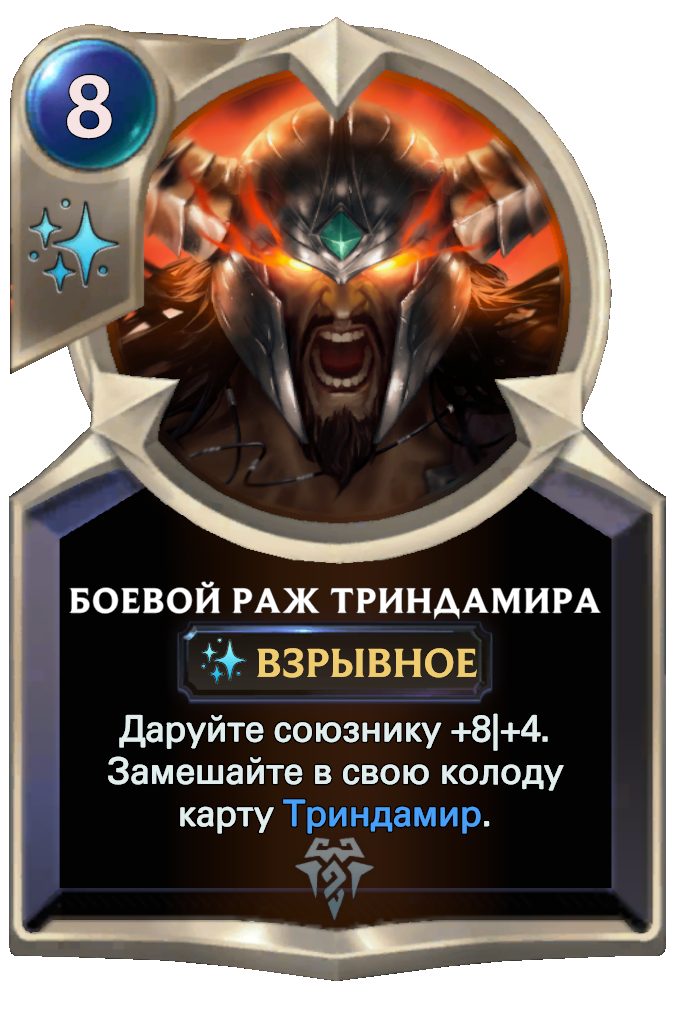 8
БОЕВОЙ РАЖ ТРИНДАМИРА
ВЗРЫВНОЕ
Даруйте союзнику +8|+4.
Замешайте в свою колоду
карту Триндамир.